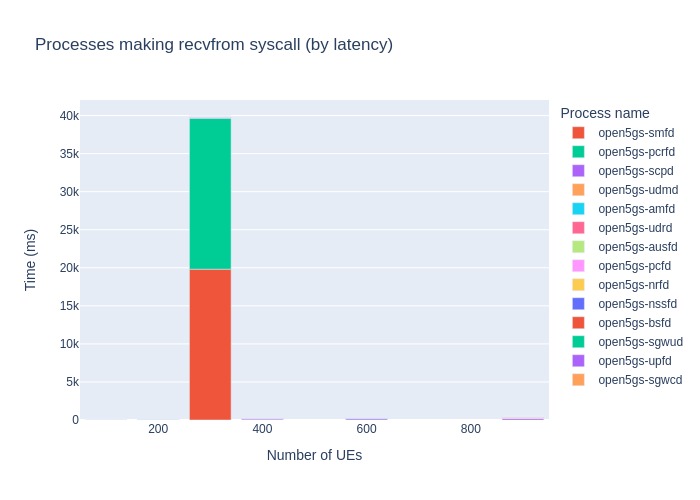 Processes making recvfrom syscall (by latency)
Process name
open5gs-smfd
open5gs-pcrfd
open5gs-scpd
open5gs-udmd
open5gs-amfd
open5gs-udrd
open5gs-ausfd
open5gs-pcfd
open5gs-nrfd
open5gs-nssfd
open5gs-bsfd
open5gs-sgwud
open5gs-upfd
open5gs-sgwcd
Time (ms)
40k
35k
30k
25k
20k
15k
10k
5k
0
200 400 600 800
Number of UEs